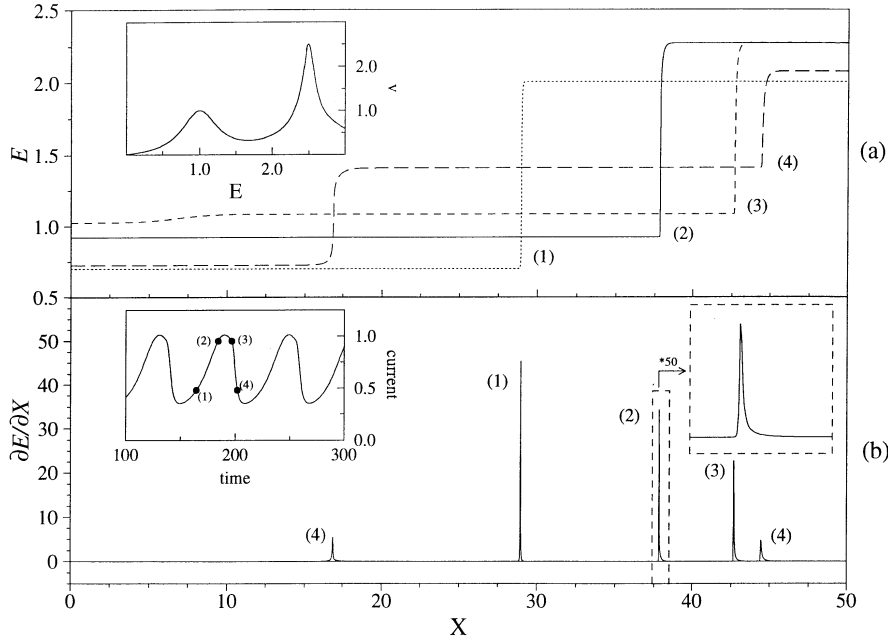 2.5
2.0
1.5
1.0
0.5
E
2.0
1.0
v
1.0 2.0
E
(1)
(2)
(3)
(4)
(a)
50
40
30
20
10
0
∂E/∂X
(2) (3)
(1) (4)
1.0
0.5
0.0
current
100 200 300
time
(4)
(1)
(2)
*50
(3)
(4)
(b)
0 10 20 30 40 50
X